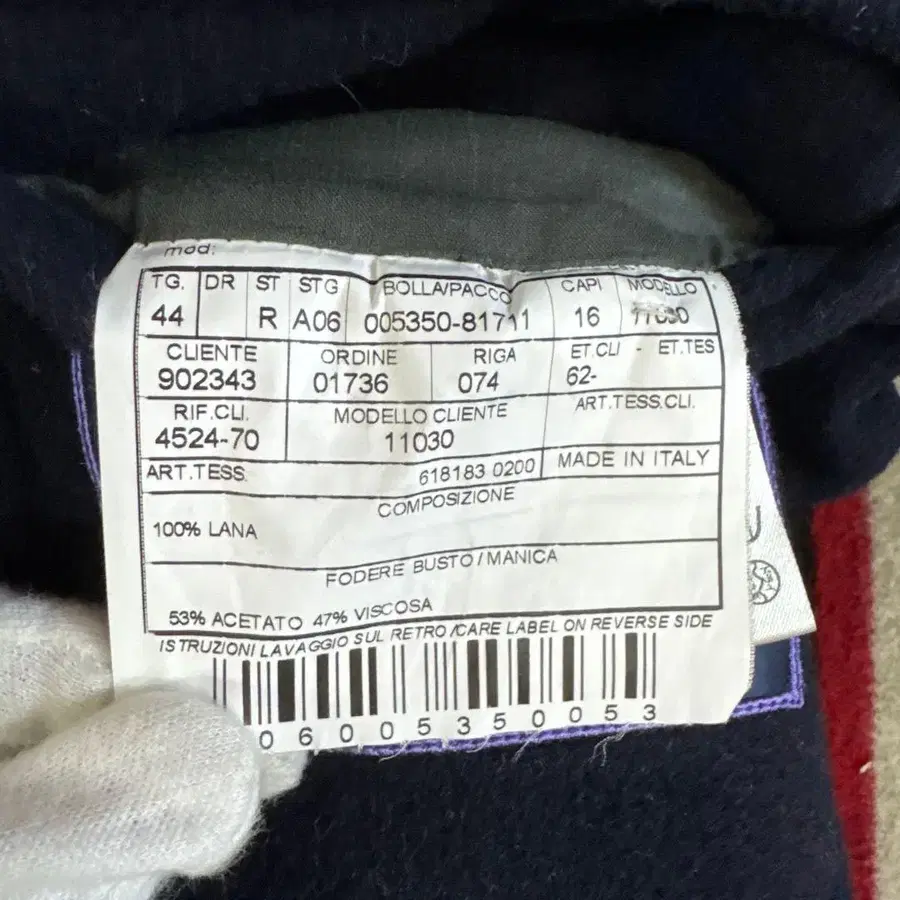 mod:
TG. DR ST STG BOLLA/PACCO CAPI MODELLO
44 R A06 005350-81711 16
CLIENTE ORDINE RIGA ET.CLI - ET.TES
902343 01736 074 62-
RIF.CLI. MODELLO CLIENTE ART.TESS.CLI.
4524-70 11030
ART.TESS. 618183 0200 MADE IN ITALY
COMPOSIZIONE
100% LANA
FODERE BUSTO/MANICA
53% ACETATO 47% VISCOSA
ISTRUZIONI LAVAGGIO SUL RETRO/CARE LABEL ON REVERSE SIDE
06005350053